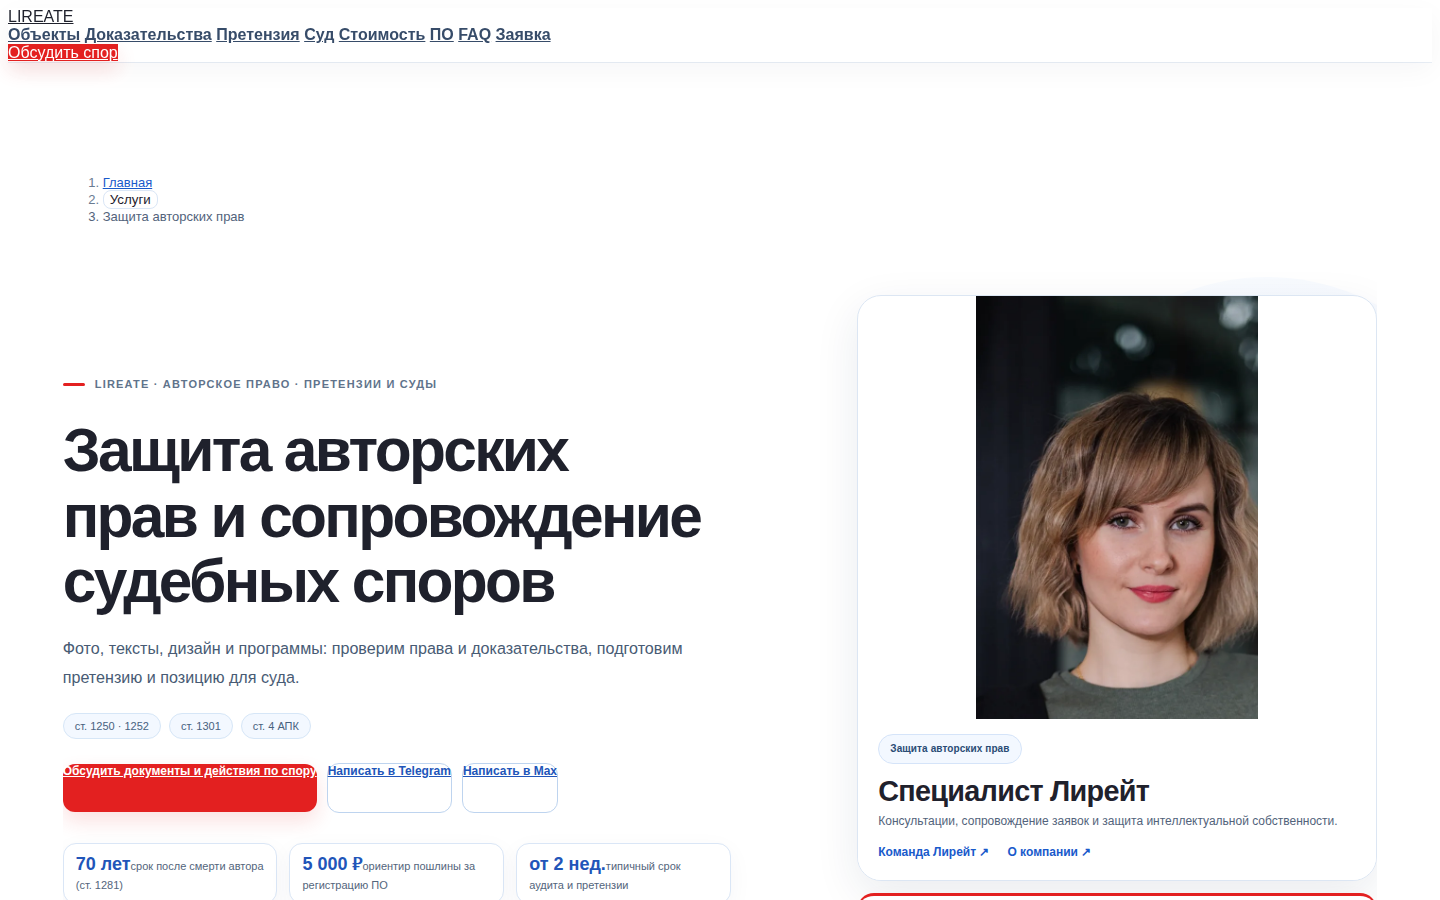 LIREATE
Объекты Доказательства Претензия Суд Стоимость ПО FAQ Заявка
Обсудить спор
1. Главная
2. Услуги
3. Защита авторских прав
LIREATE · АВТОРСКОЕ ПРАВО · ПРЕТЕНЗИИ И СУДЫ
Защита авторских
прав и сопровождение
судебных споров
Фото, тексты, дизайн и программы: проверим права и доказательства, подготовим
претензию и позицию для суда.
ст. 1250 · 1252 ст. 1301 ст. 4 АПК
Обсудить документы и действия по спору Написать в Telegram Написать в Max
70 лет срок после смерти автора
(ст. 1281)
5 000 ₽ ориентир пошлины за
регистрацию ПО
от 2 нед. типичный срок
аудита и претензии
Защита авторских прав
Специалист Лирейт
Консультации, сопровождение заявок и защита интеллектуальной собственности.
Команда Лирейт ↗ О компании ↗